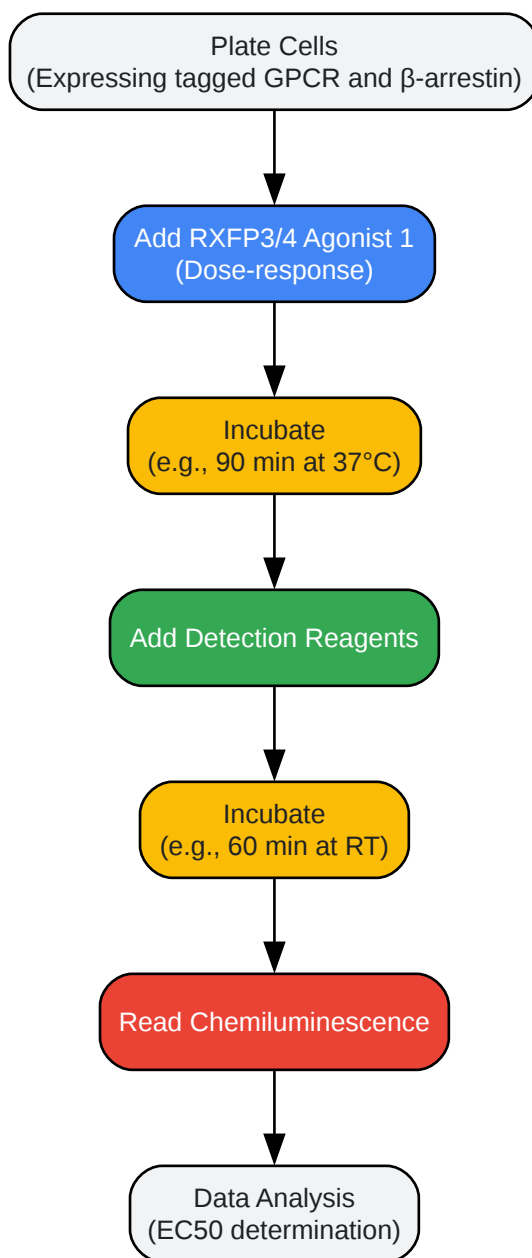 Plate Cells
(Expressing tagged GPCR and β-arrestin)
Add RXFP3/4 Agonist 1
(Dose-response)
Incubate
(e.g., 90 min at 37°C)
Add Detection Reagents
Incubate
(e.g., 60 min at RT)
Read Chemiluminescence
Data Analysis
(EC50 determination)